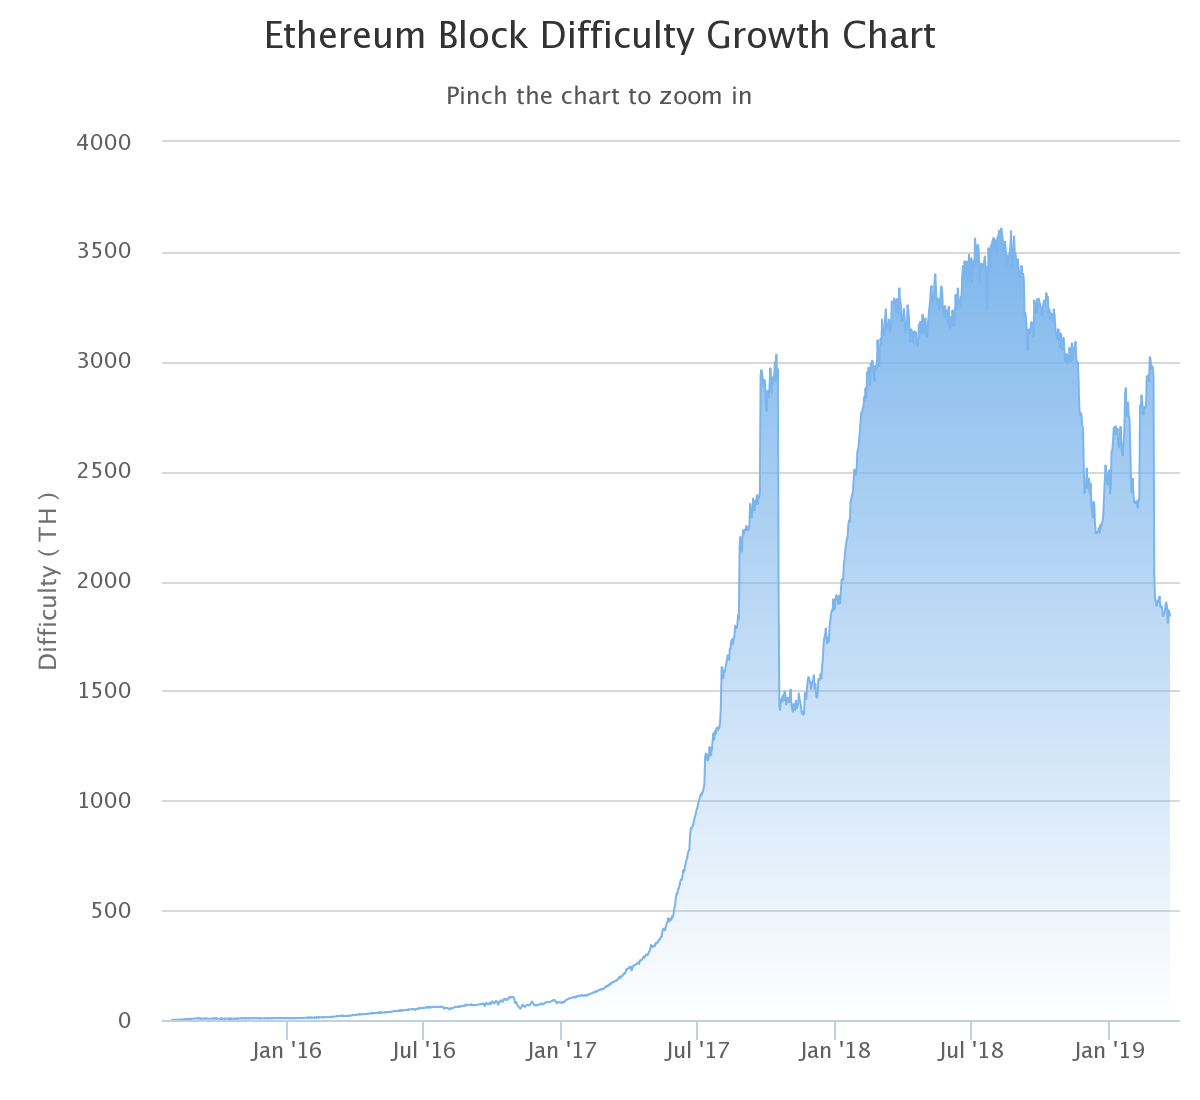 Ethereum Block Difficulty Growth Chart
Pinch the chart to zoom in
4000
3500
3000
2500
2000
1500
1000
500
0
Difficulty ( TH )
Jan '16
Jul '16
Jan '17
Jul '17
Jan '18
Jul '18
Jan '19